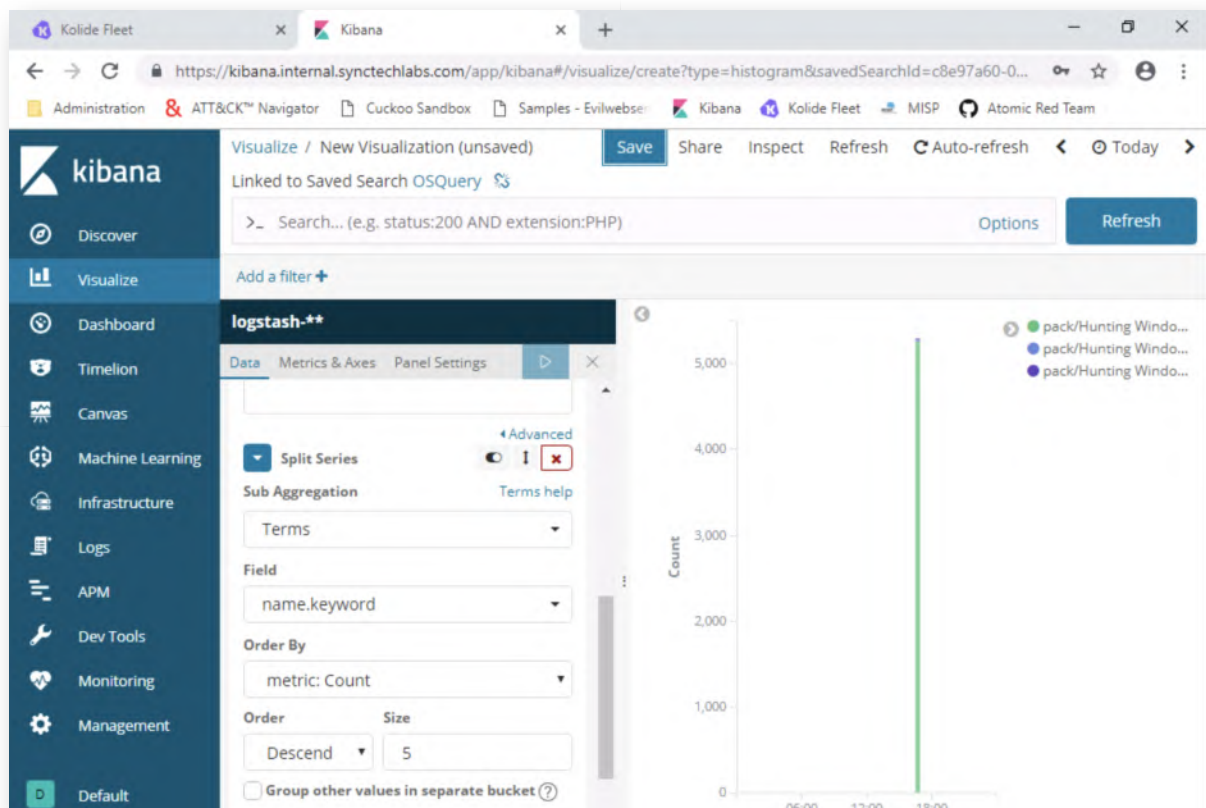 Kolide Fleet
Kibana
https://kibana.internal.synctechlabs.com/app/kibana#/visualize/create?type=histogram&savedSearchId=c8e97a60-0...
Administration ATT&CK™ Navigator Cuckoo Sandbox Samples - Evilwebser Kibana Kolide Fleet MISP Atomic Red Team
kibana
Visualize / New Visualization (unsaved) Save Share Inspect Refresh Auto-refresh Today
Linked to Saved Search OSQuery
>_ Search... (e.g. status:200 AND extension:PHP) Options Refresh
Add a filter +
Discover
Visualize
Dashboard
Timelion
Canvas
Machine Learning
Infrastructure
Logs
APM
Dev Tools
Monitoring
Management
D Default
logstash-**
Data Metrics & Axes Panel Settings
Advanced
Split Series
Sub Aggregation Terms help
Terms
Field
name.keyword
Order By
metric: Count
Order Size
Descend 5
Group other values in separate bucket ?
pack/Hunting Windo...
pack/Hunting Windo...
pack/Hunting Windo...
Count
5,000
4,000
3,000
2,000
1,000
0
06:00 12:00 18:00